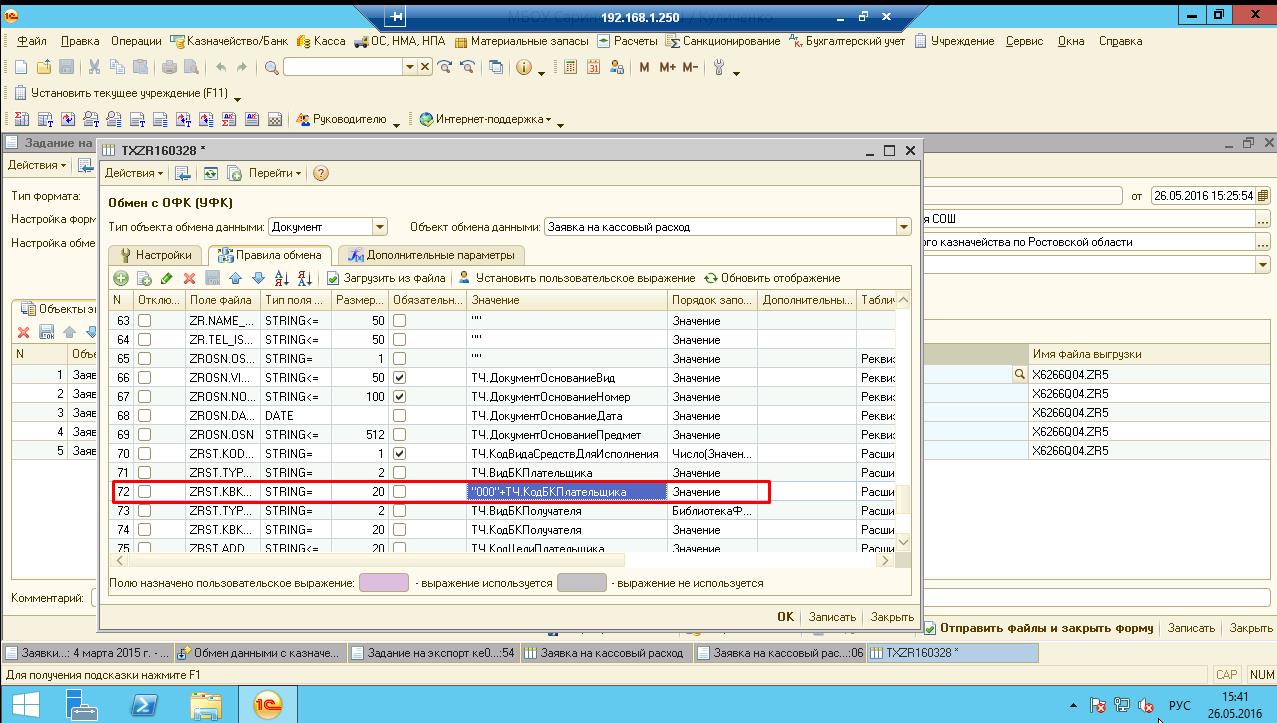 МБОУ Сарин 192.168.1.250 / Куличенко
Файл Правка Операции Казначейство/Банк Касса ОС, НМА, НПА Материальные запасы Расчеты Санкционирование Бухгалтерский учет Учреждение Сервис Окна Справка
M M+ M-
Установить текущее учреждение (F11)
Руководителю Интернет-поддержка
Задание на
TXZR160328 *
Действия
Действия Перейти
Тип формата:
Обмен с ОФК (УФК)
от 26.05.2016 15:25:54
Настройка форм
Тип объекта обмена данными: Документ Объект обмена данными: Заявка на кассовый расход
я СОШ
Настройка обме
ого казначейства по Ростовской области
Настройки Правила обмена Дополнительные параметры
Загрузить из файла Установить пользовательское выражение Обновить отображение
N Отклю... Поле файла Тип поля ... Размер... Обязательн... Значение Порядок запо... Дополнительны... Табли
Объекты э
63 ZR.NAME_... STRING<= 50 "" Значение
64 ZR.TEL_IS... STRING<= 50 "" Значение
65 ZROSN.OS... STRING= 1 "" Значение Рекви
66 ZROSN.VI... STRING<= 50 ТЧ.ДокументОснованиеВид Значение Рекви
67 ZROSN.NO... STRING<= 100 ТЧ.ДокументОснованиеНомер Значение Рекви
68 ZROSN.DA... DATE ТЧ.ДокументОснованиеДата Значение Рекви
69 ZROSN.OSN STRING<= 512 ТЧ.ДокументОснованиеПредмет Значение Рекви
70 ZRST.KOD... STRING= 1 ТЧ.КодВидаСредствДляИсполнения Число(Значен... Расши
71 ZRST.TYP... STRING= 2 ТЧ.ВидБКПлательщика Значение Расши
72 ZRST.KBK... STRING= 20 "000"+ТЧ.КодБКПлательщика Значение Расши
73 ZRST.TYP... STRING= 2 ТЧ.ВидБКПолучателя БиблиотекаФ... Расши
74 ZRST.KBK... STRING= 20 ТЧ.КодБКПолучателя Значение Расши
75 ZRST.ADD STRING<= 20 ТЧ.КодЦелиПлательщика Значение Расши
N Объе
1 Заяв
2 Заяв
3 Заяв
4 Заяв
5 Заяв
Имя файла выгрузки
X6266Q04.ZR5
X6266Q04.ZR5
X6266Q04.ZR5
X6266Q04.ZR5
X6266Q04.ZR5
Полю назначено пользовательское выражение: - выражение используется - выражение не используется
Комментарий:
OK Записать Закрыть
Отправить файлы и закрыть форму Записать Закрыть
Заявки...: 4 марта 2015 г. - ... Обмен данными с казначе... Задание на экспорт ке0...:54 Заявка на кассовый расход Заявка на кассовый рас...:06 TXZR160328 *
Для получения подсказки нажмите F1
CAP NUM
РУС
15:41
26.05.2016